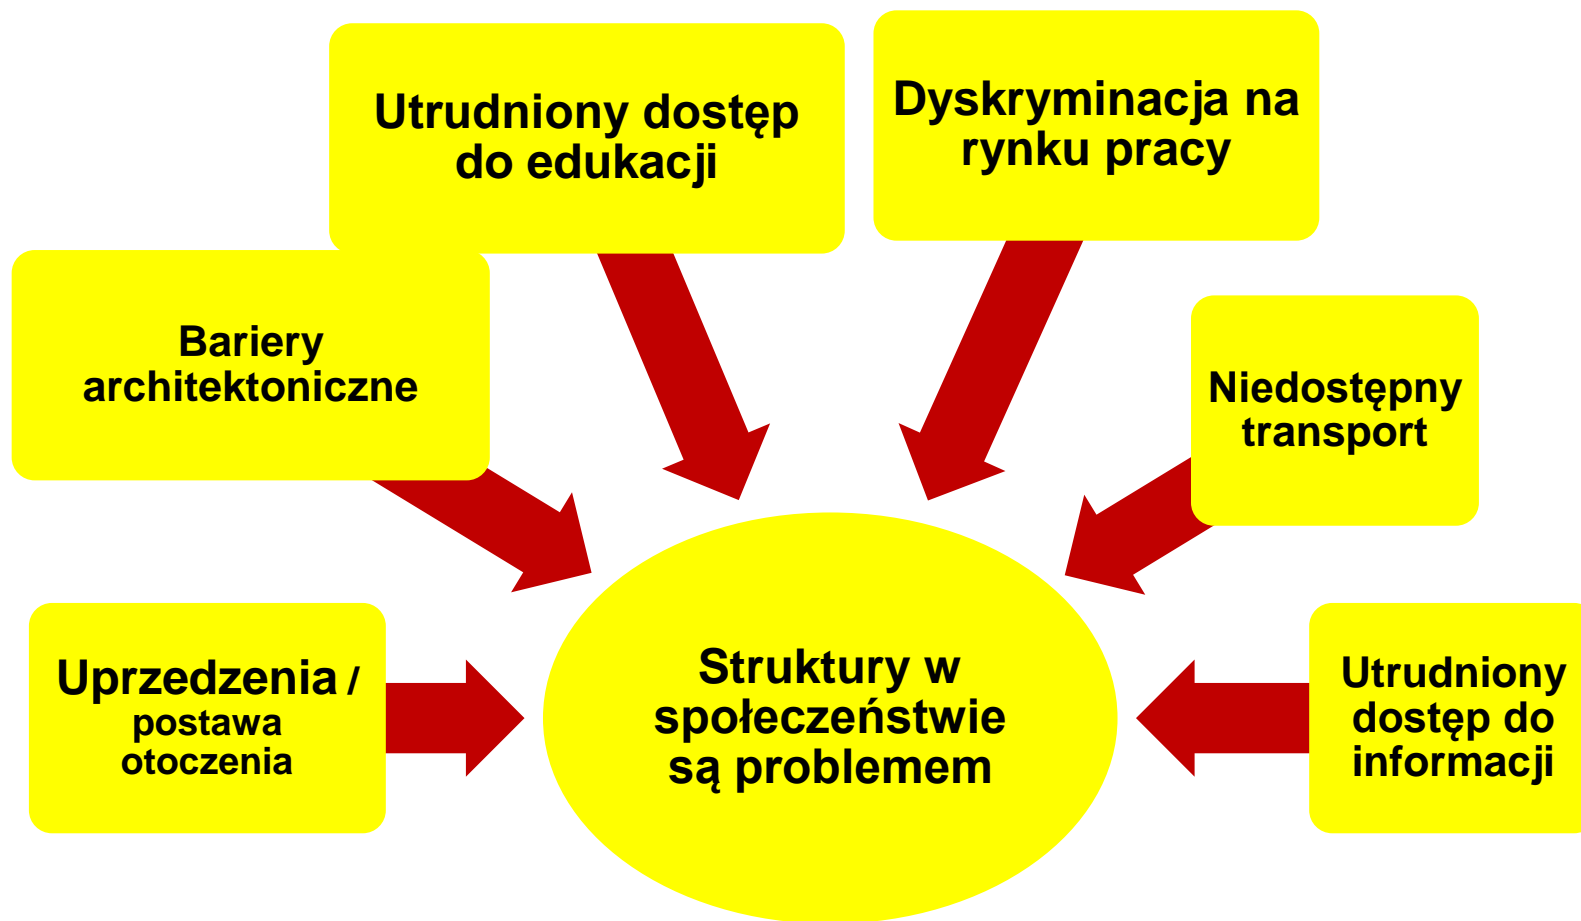 Utrudniony dostęp
do edukacji
Dyskryminacja na
rynku pracy
Bariery
architektoniczne
Niedostępny
transport
Uprzedzenia /
postawa
otoczenia
Struktury w
społeczeństwie
są problemem
Utrudniony
dostęp do
informacji